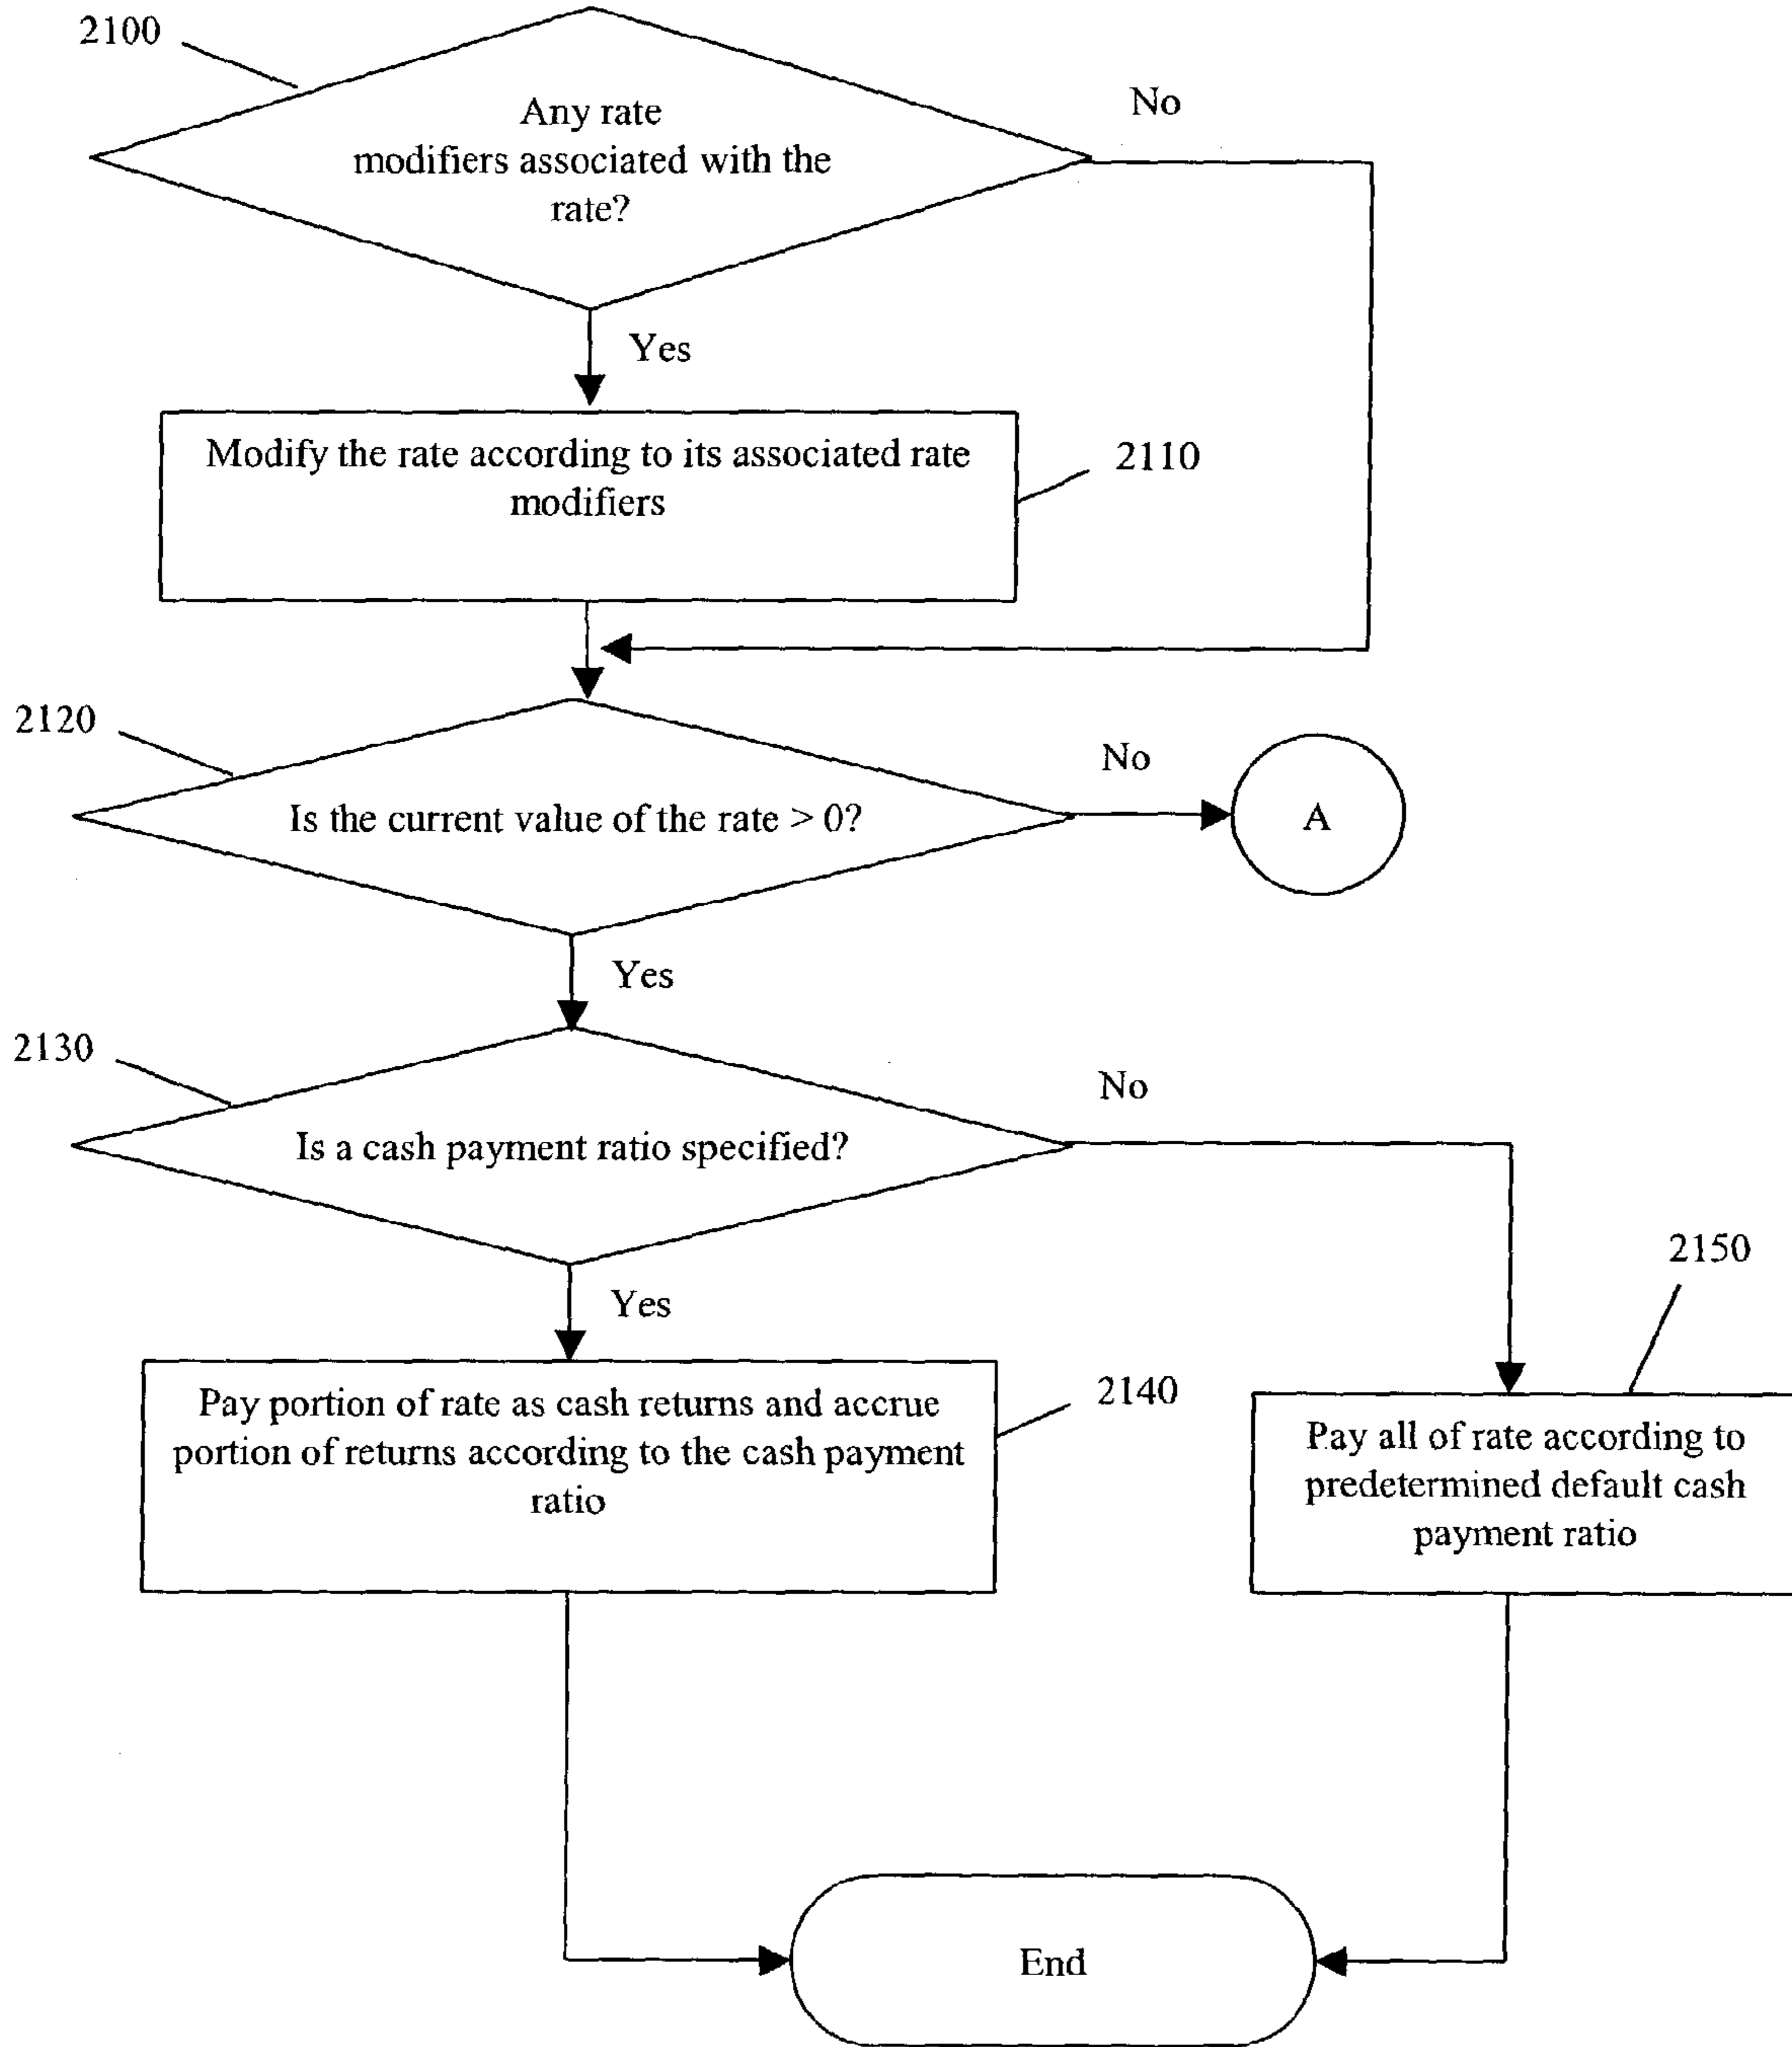 2100
No
Any rate
modifiers associated with the
rate?
Yes
Modify the rate according to its associated rate
modifiers
2110
2120
No
Is the current value of the rate > 0?
A
Yes
2130
No
Is a cash payment ratio specified?
2150
Yes
2140
Pay portion of rate as cash returns and accrue
portion of returns according to the cash payment
ratio
Pay all of rate according to
predetermined default cash
payment ratio
End